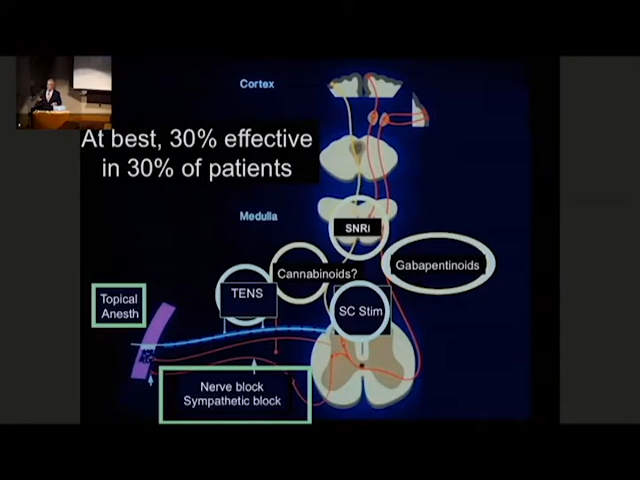 Cortex
At best, 30% effective
in 30% of patients
Medulla
SNRi
Cannabinoids?
Gabapentinoids
TENS
Topical
Anesth
SC Stim
Nerve block
Sympathetic block